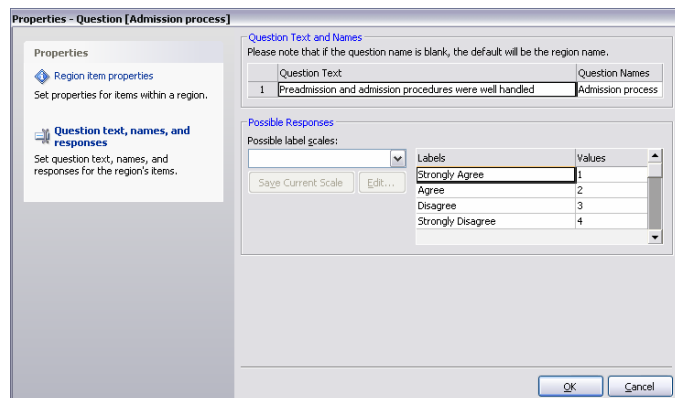 Properties - Question [Admission process]
Properties
Region item properties
Set properties for items within a region.
Question text, names, and
responses
Set question text, names, and
responses for the region's items.
Question Text and Names
Please note that if the question name is blank, the default will be the region name.
Question Text Question Names
1 Preadmission and admission procedures were well handled Admission process
Possible Responses
Possible label scales:
Save Current Scale Edit...
Labels Values
Strongly Agree 1
Agree 2
Disagree 3
Strongly Disagree 4
OK Cancel